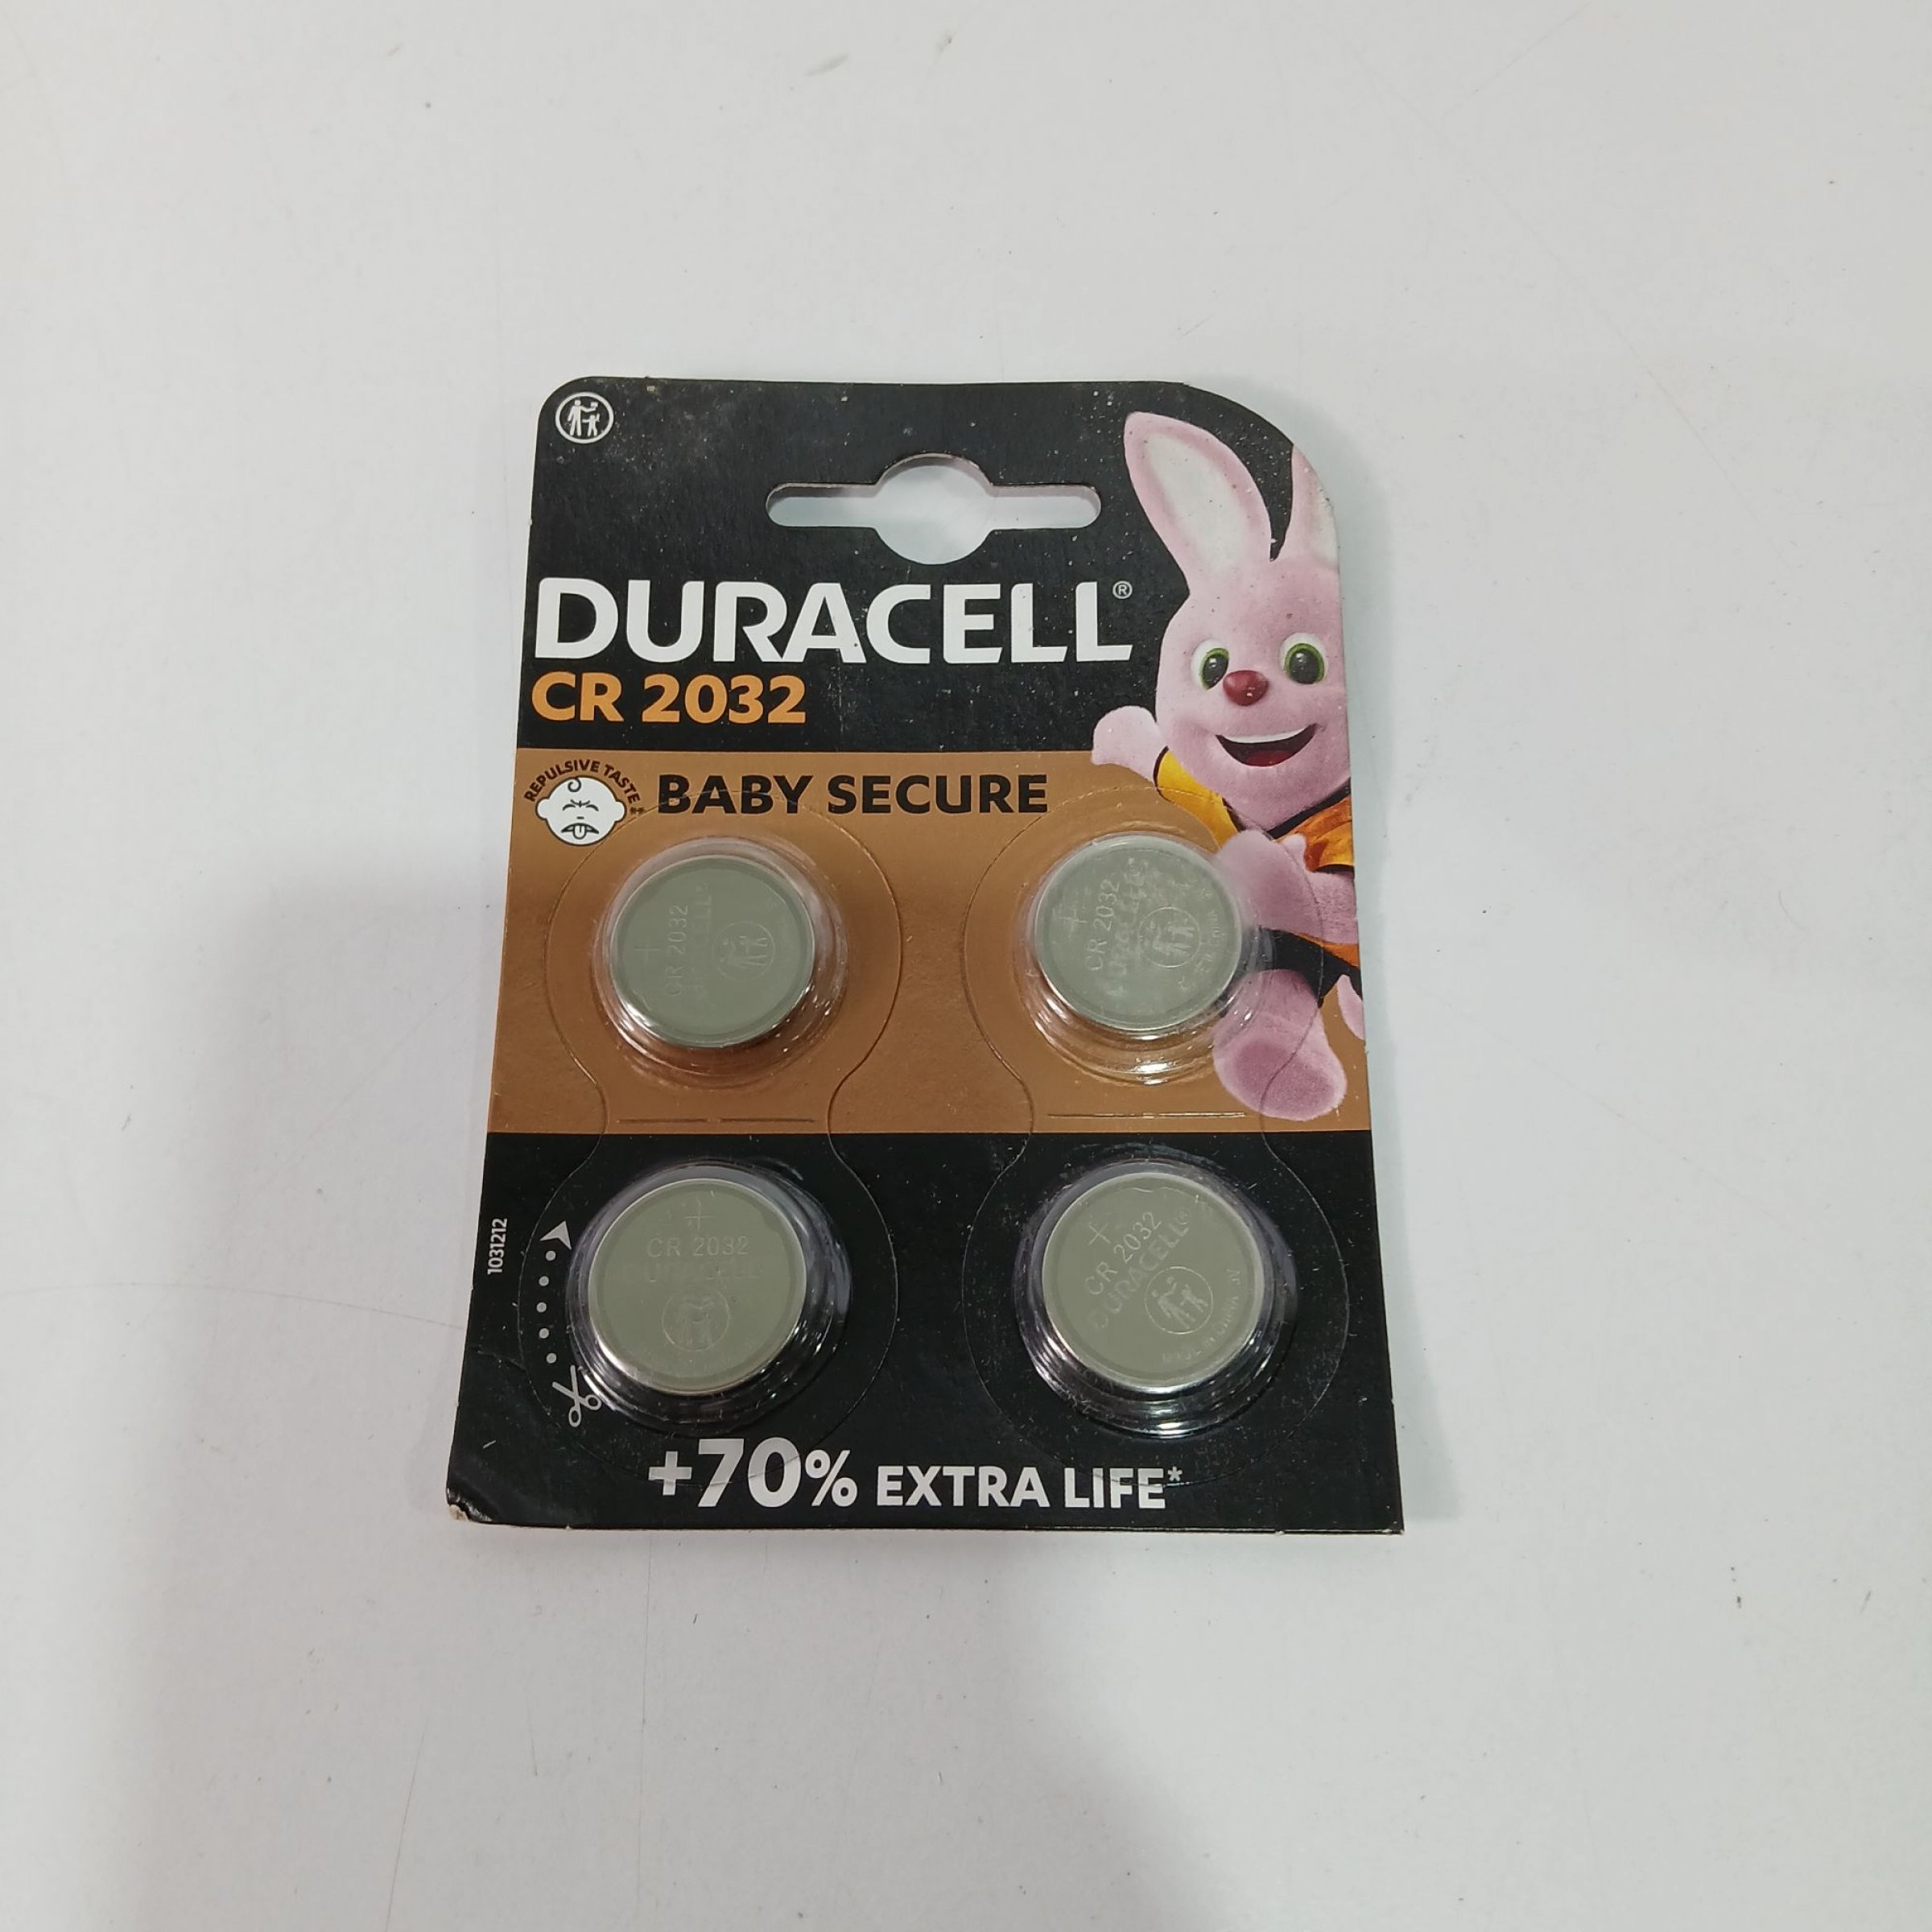 DURACELL®
CR 2032
REPULSIVE TASTE**
BABY SECURE
CR 2032
CR 2032
+
CR 2032
+
CR 2032
DURACELL®
1031212
+70% EXTRA LIFE*